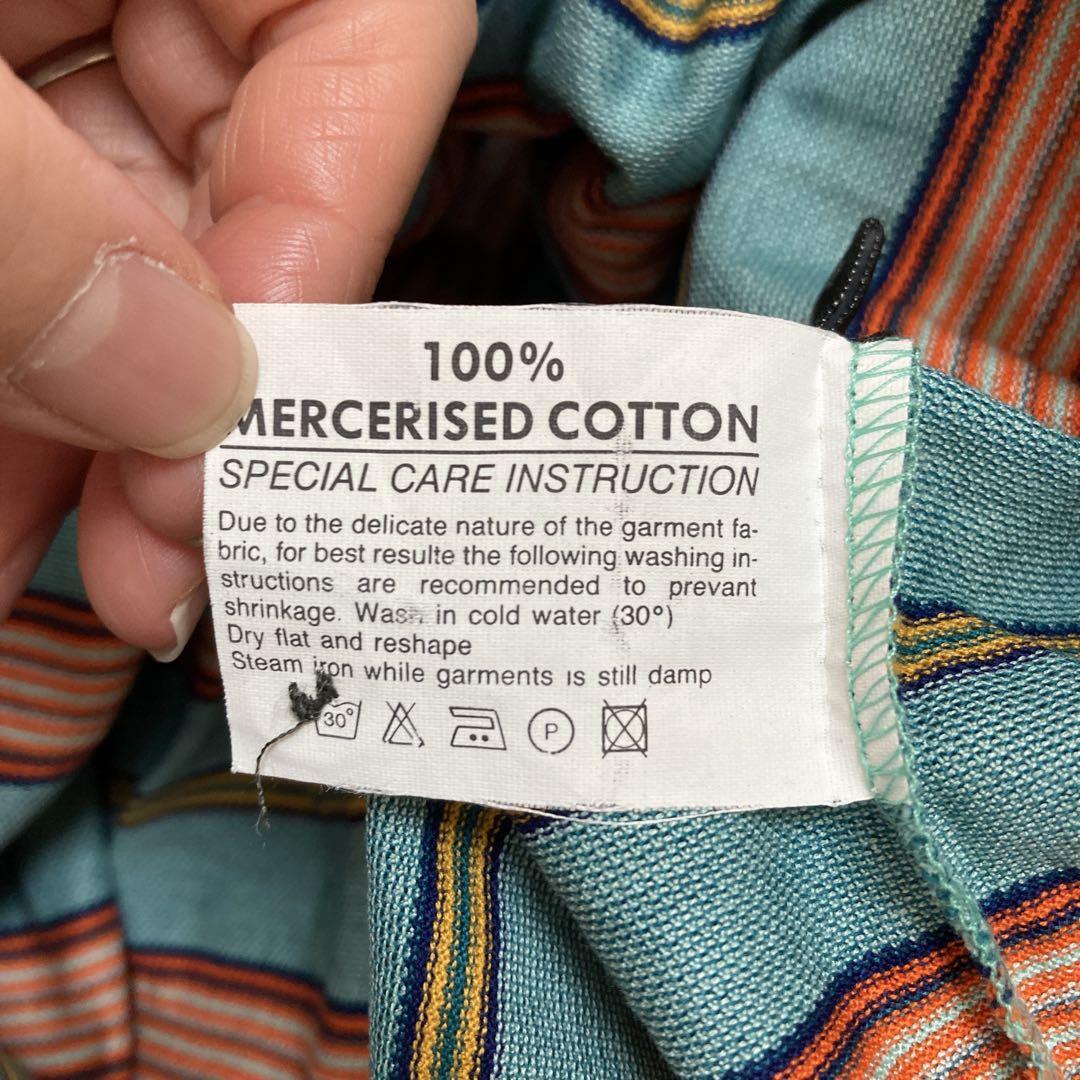 100%
MERCERISED COTTON
SPECIAL CARE INSTRUCTION
Due to the delicate nature of the garment fa-
bric, for best resulte the following washing in-
structions are recommended to prevant
shrinkage. Wash in cold water (30°)
Dry flat and reshape
Steam iron while garments is still damp
30° P